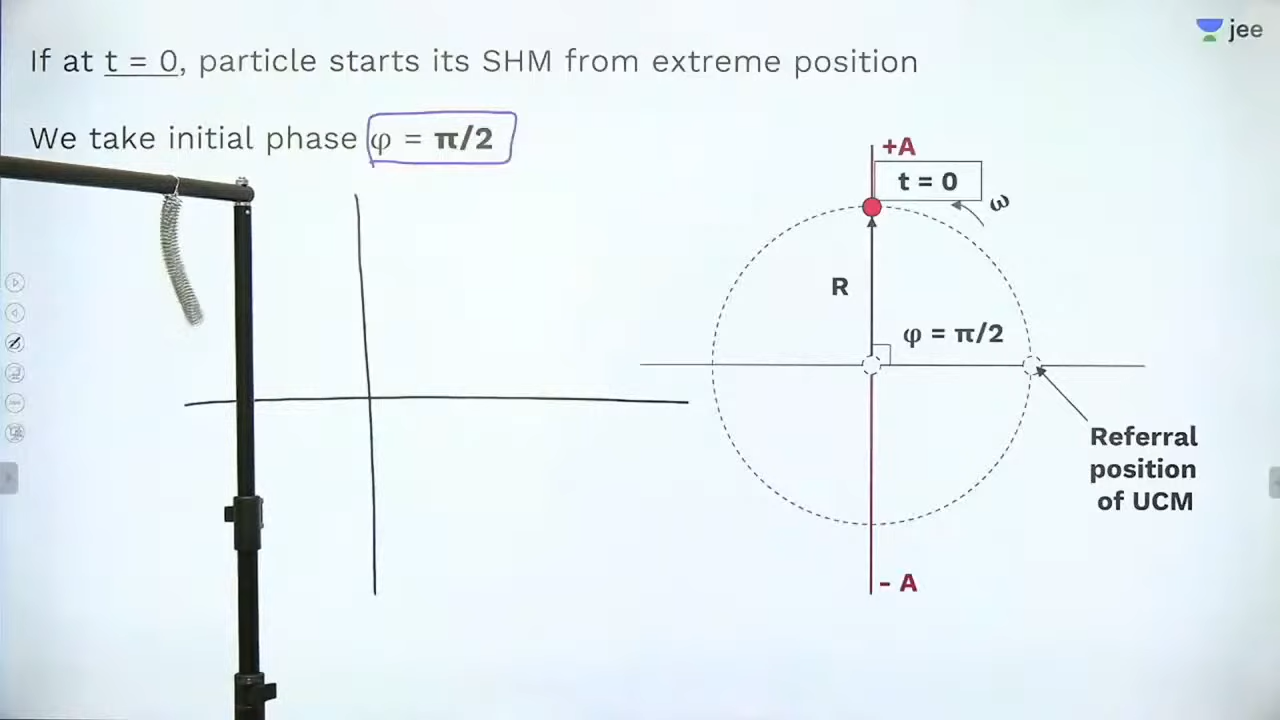 jee
If at t = 0, particle starts its SHM from extreme position
We take initial phase φ = π/2
+A
t = 0
ω
R
φ = π/2
Referral
position
of UCM
- A